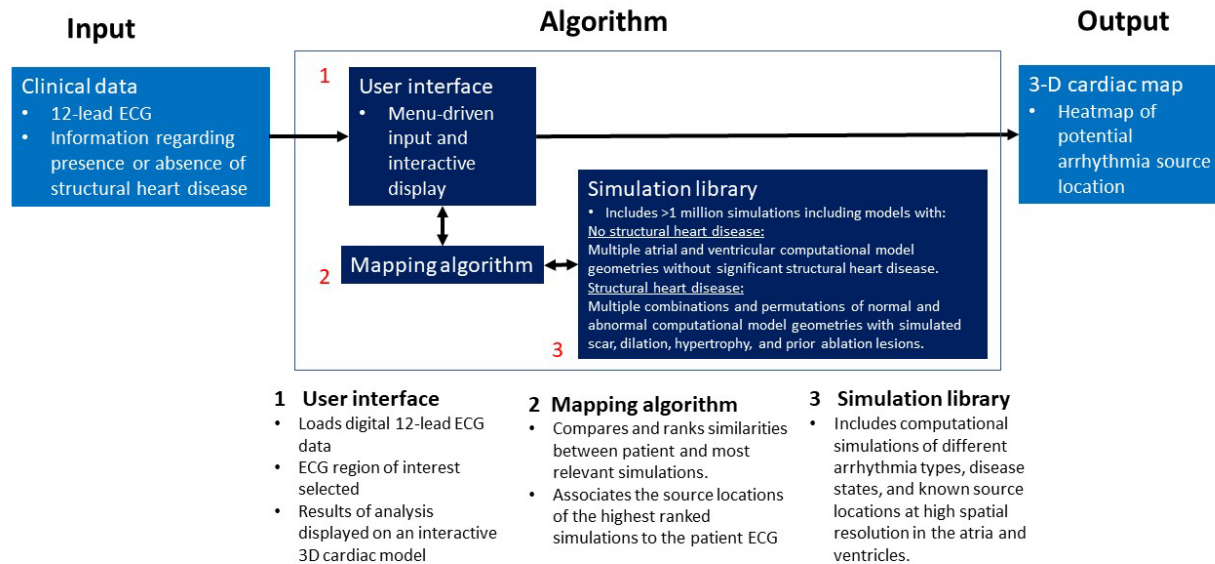 Input
Algorithm
Output
Clinical data
• 12-lead ECG
• Information regarding
presence or absence of
structural heart disease
1
User interface
• Menu-driven
input and
interactive
display
2
Mapping algorithm
3
Simulation library
• Includes >1 million simulations including models with:
No structural heart disease:
Multiple atrial and ventricular computational model
geometries without significant structural heart disease.
Structural heart disease:
Multiple combinations and permutations of normal and
abnormal computational model geometries with simulated
scar, dilation, hypertrophy, and prior ablation lesions.
3-D cardiac map
• Heatmap of
potential
arrhythmia source
location
1 User interface
• Loads digital 12-lead ECG
data
• ECG region of interest
selected
• Results of analysis
displayed on an interactive
3D cardiac model
2 Mapping algorithm
• Compares and ranks similarities
between patient and most
relevant simulations.
• Associates the source locations
of the highest ranked
simulations to the patient ECG
3 Simulation library
• Includes computational
simulations of different
arrhythmia types, disease
states, and known source
locations at high spatial
resolution in the atria and
ventricles.